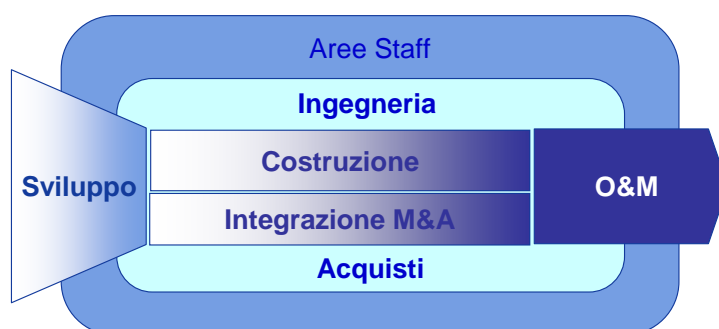 Aree Staff
Ingegneria
Costruzione
Sviluppo
O&M
Integrazione M&A
Acquisti